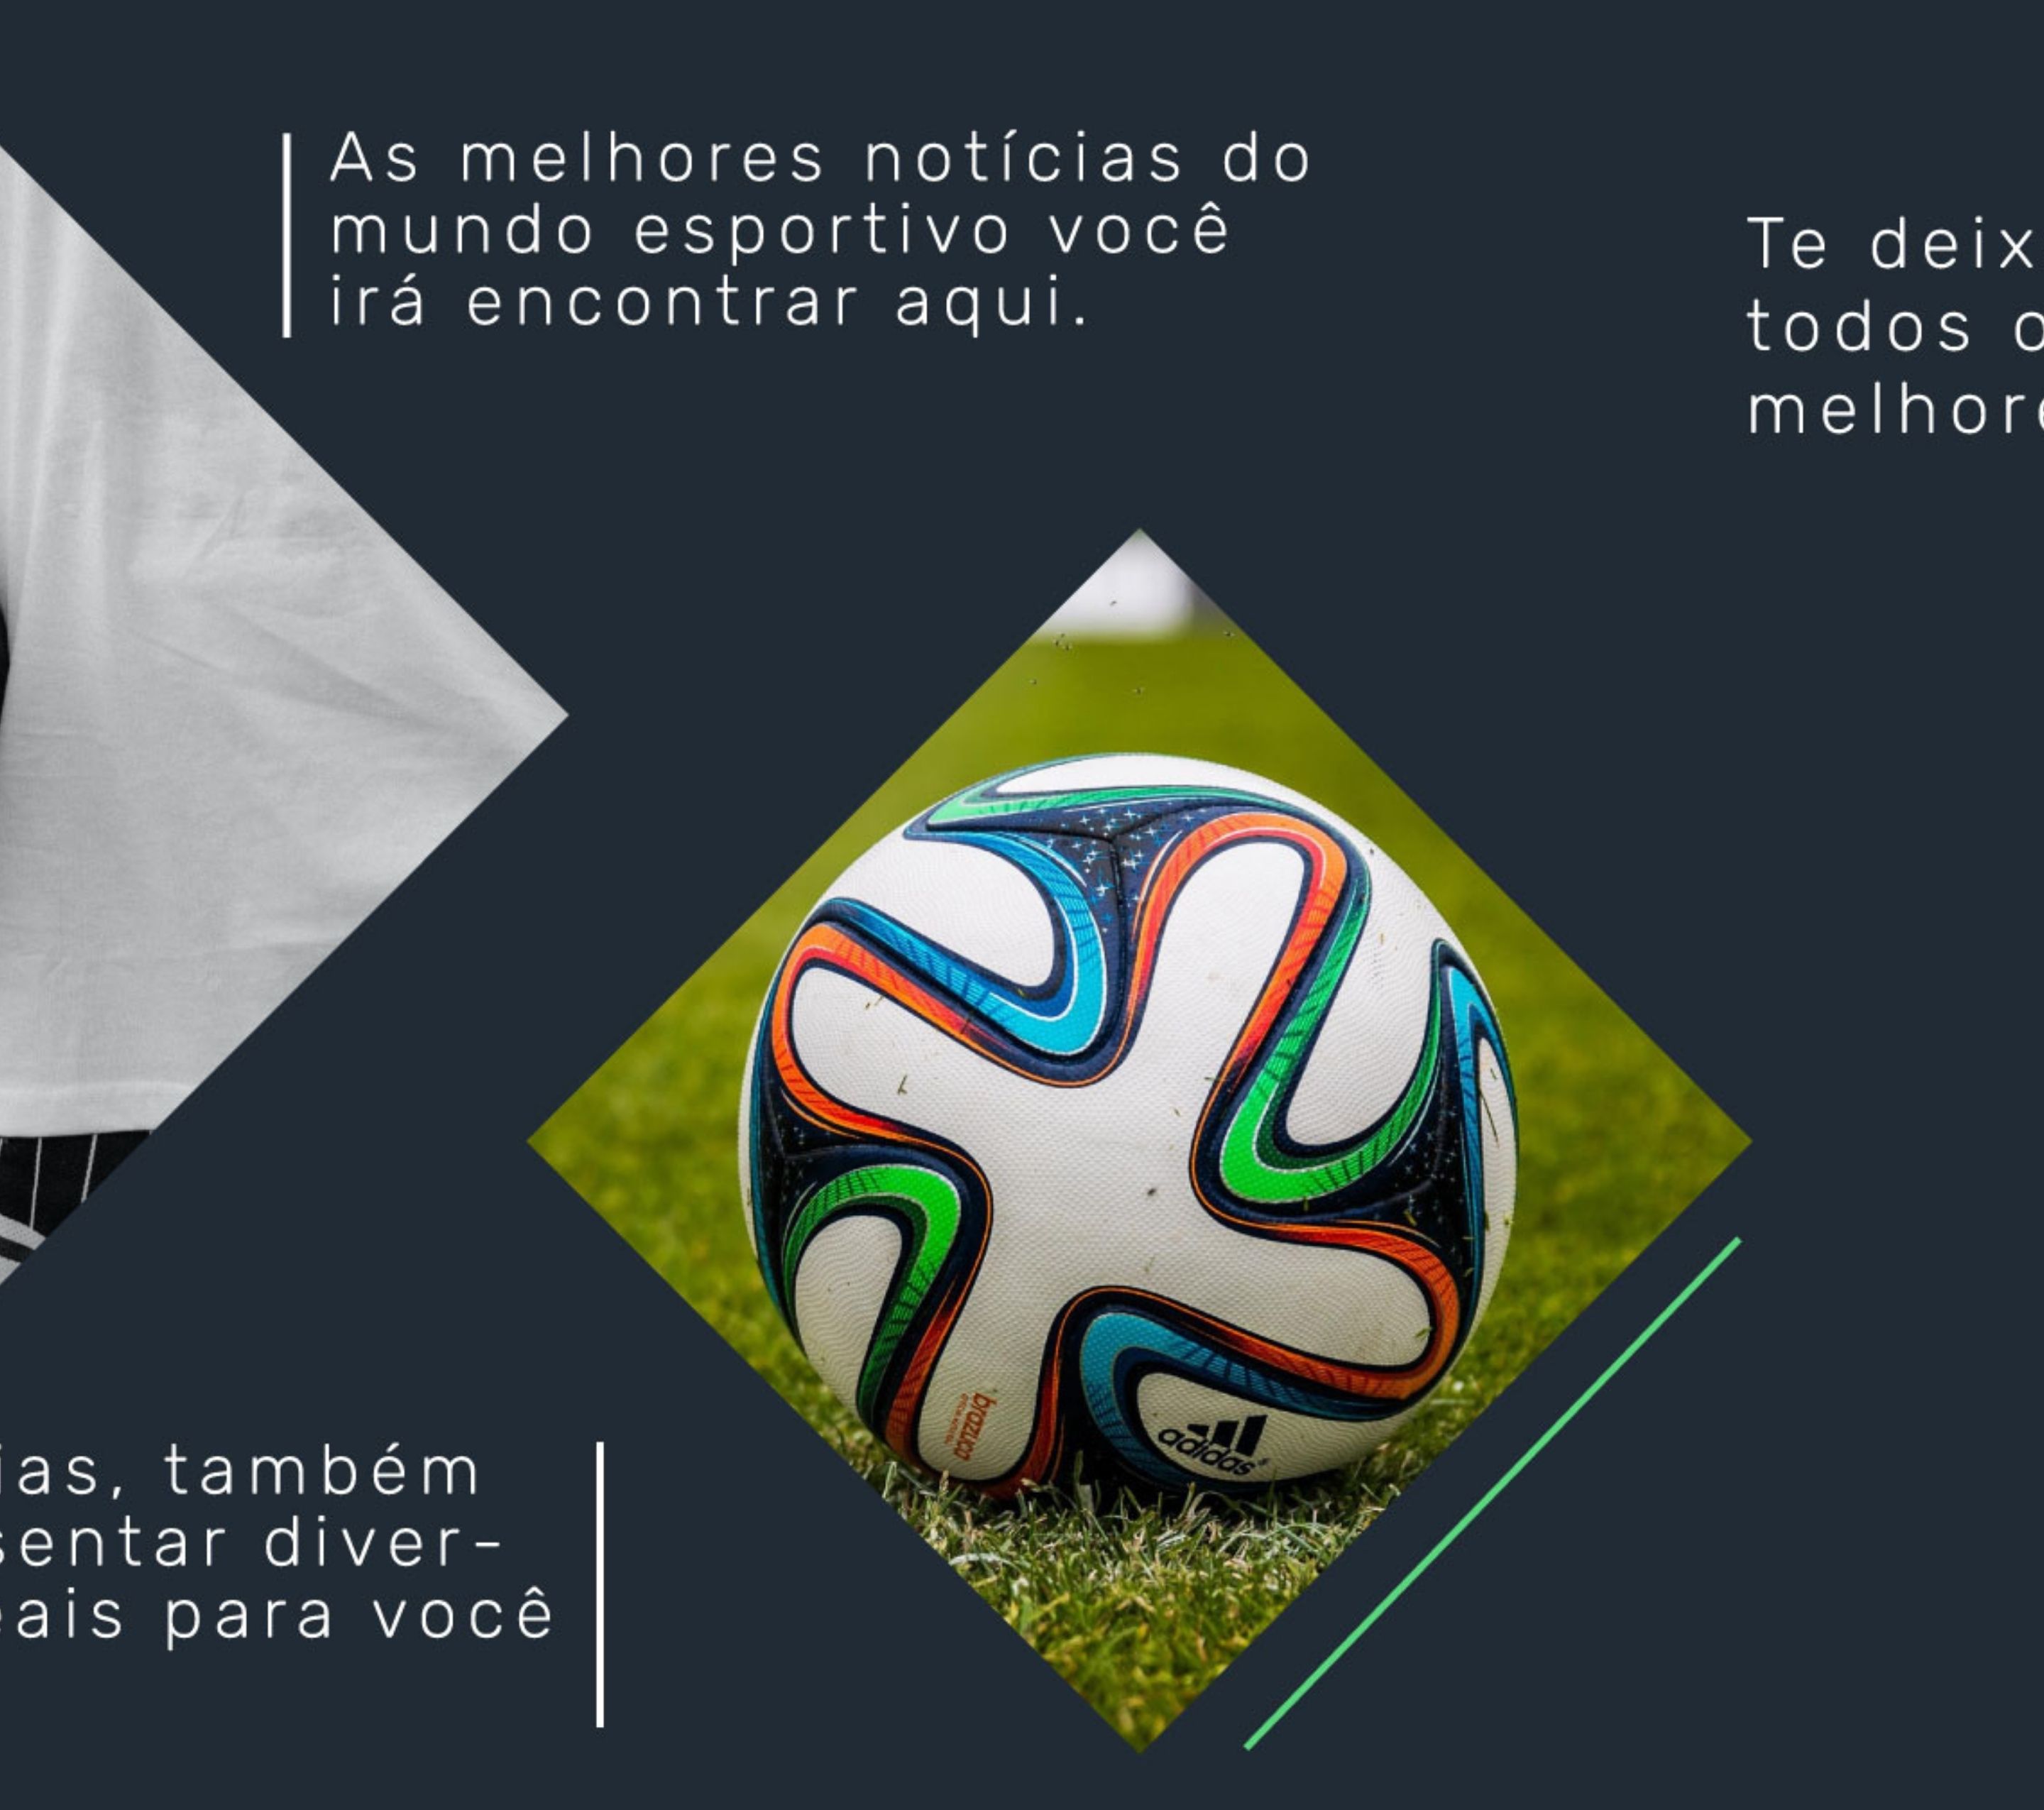 As melhores notícias do
mundo esportivo você
irá encontrar aqui.
Te deix
todos o
melhore
ias, também
sentar diver-
eais para você
brazuca
adidas